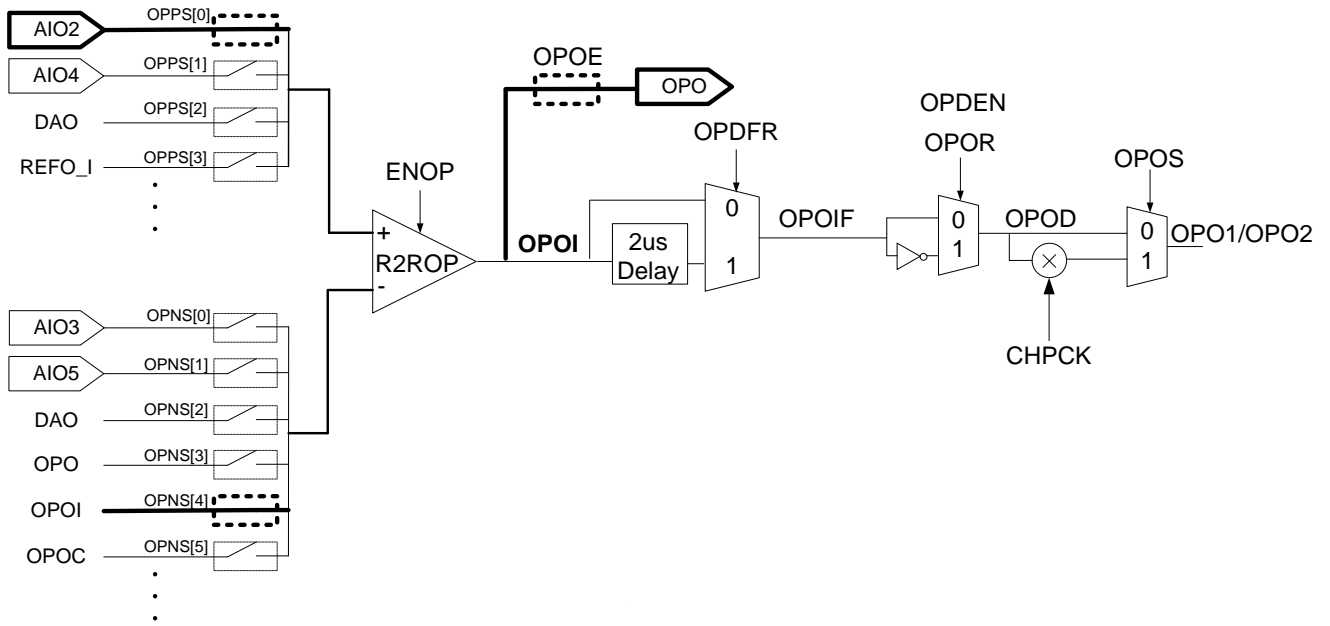 AIO2 OPPS[0]
AIO4 OPPS[1]
DAO OPPS[2]
REFO_I OPPS[3]
OPOE
OPO
ENOP
+
R2ROP
-
OPOI
2us
Delay
OPDFR
0
1
OPOIF
OPDEN
OPOR
0
1
OPOD
CHPCK
OPOS
0
1
OPO1/OPO2
AIO3 OPNS[0]
AIO5 OPNS[1]
DAO OPNS[2]
OPO OPNS[3]
OPOI OPNS[4]
OPOC OPNS[5]